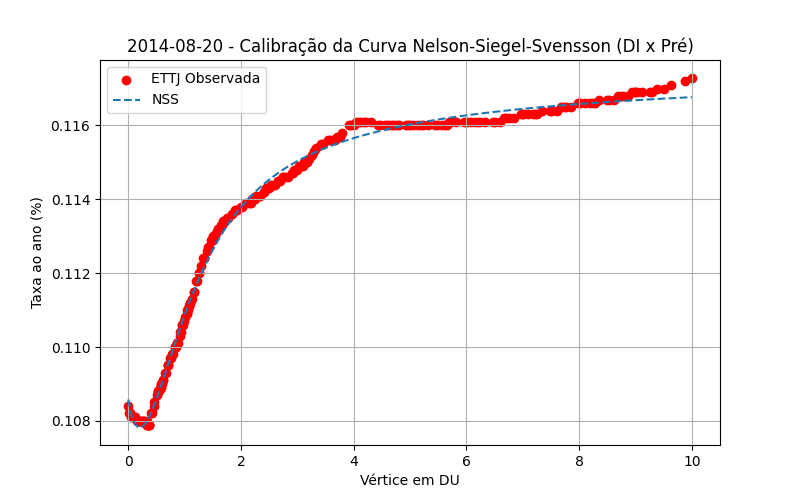 2014-08-20 - Calibração da Curva Nelson-Siegel-Svensson (DI x Pré)
ETTJ Observada
NSS
Taxa ao ano (%)
0.116
0.114
0.112
0.110
0.108
0 2 4 6 8 10
Vértice em DU